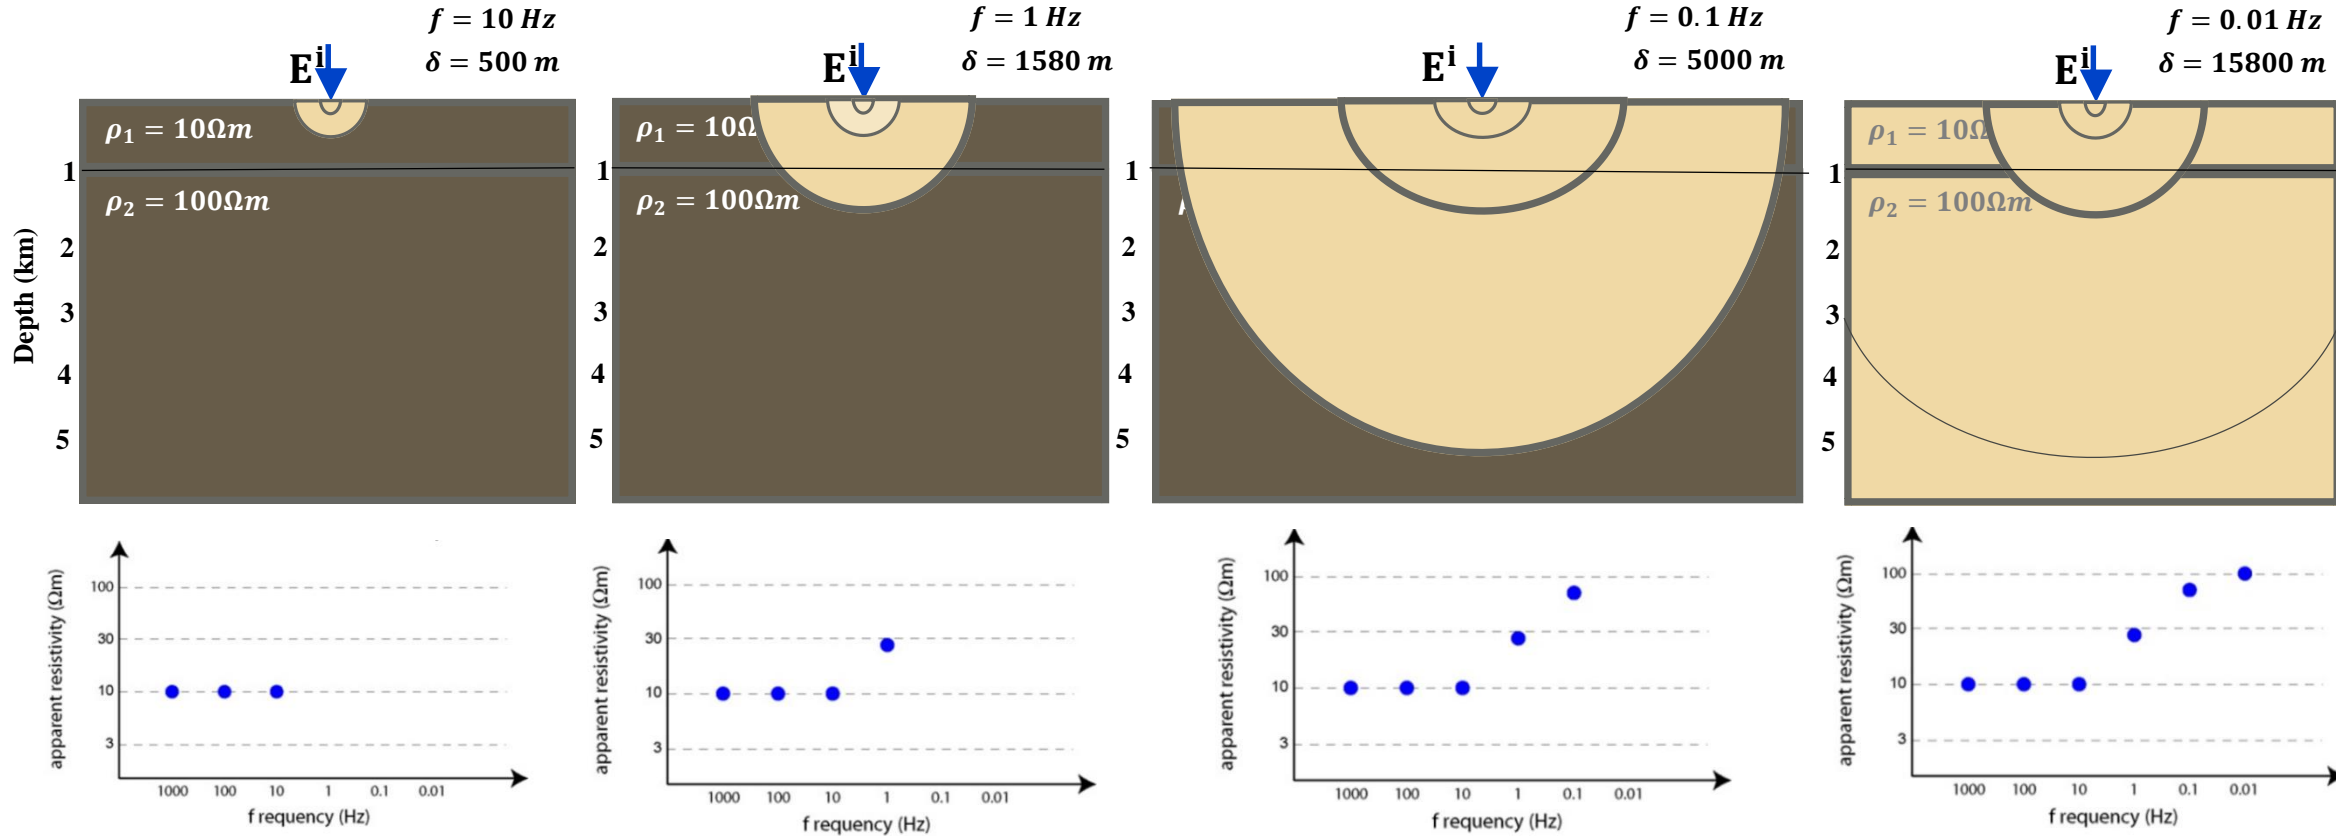 f = 10 Hz
δ = 500 m
Eⁱ
ρ₁ = 10Ωm
ρ₂ = 100Ωm
Depth (km)
1
2
3
4
5
f = 1 Hz
δ = 1580 m
Eⁱ
ρ₁ = 10Ω
ρ₂ = 100Ωm
1
2
3
4
5
f = 0.1 Hz
δ = 5000 m
Eⁱ
1
2
3
4
5
f = 0.01 Hz
δ = 15800 m
Eⁱ
ρ₁ = 10Ω
ρ₂ = 100Ωm
1
2
3
4
5
apparent resistivity (Ωm)
100
30
10
3
1000 100 10 1 0.1 0.01
f requency (Hz)
apparent resistivity (Ωm)
100
30
10
3
1000 100 10 1 0.1 0.01
f requency (Hz)
apparent resistivity (Ωm)
100
30
10
3
1000 100 10 1 0.1 0.01
f requency (Hz)
apparent resistivity (Ωm)
100
30
10
3
1000 100 10 1 0.1 0.01
f requency (Hz)